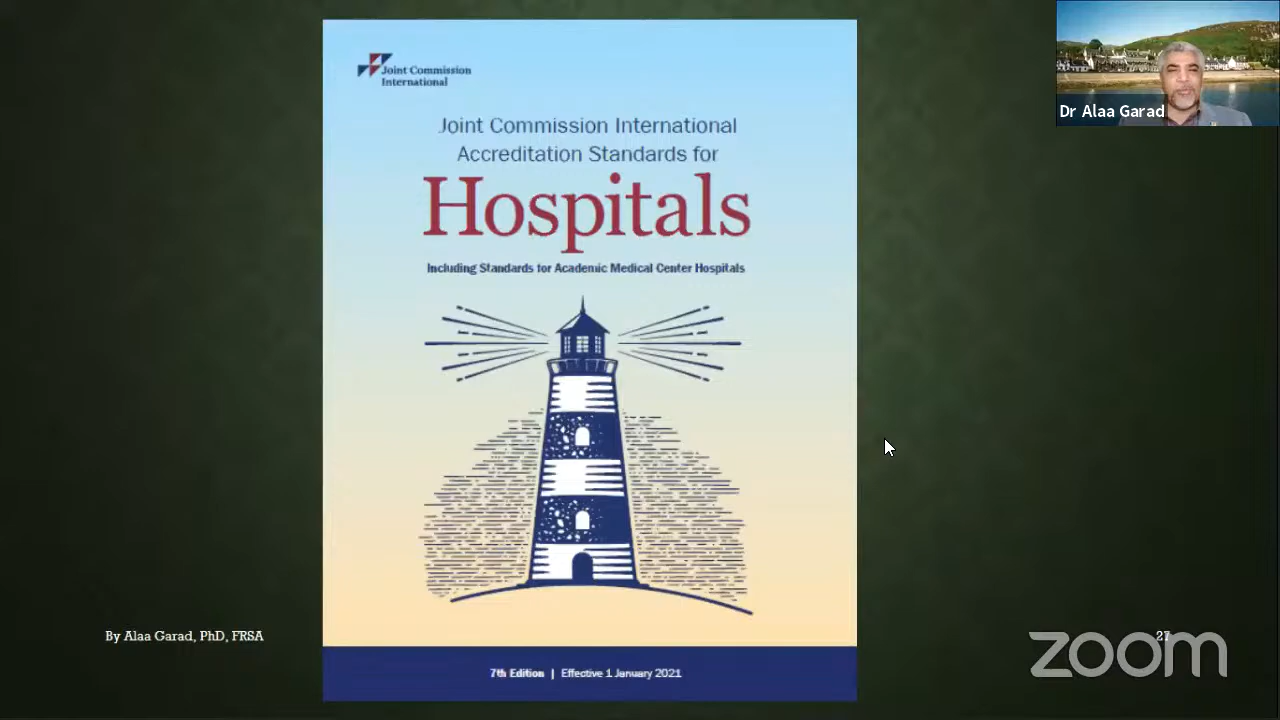 Joint Commission
International
Joint Commission International
Accreditation Standards for
Hospitals
Including Standards for Academic Medical Center Hospitals
7th Edition | Effective 1 January 2021
Dr Alaa Garad
By Alaa Garad, PhD, FRSA
27
zoom